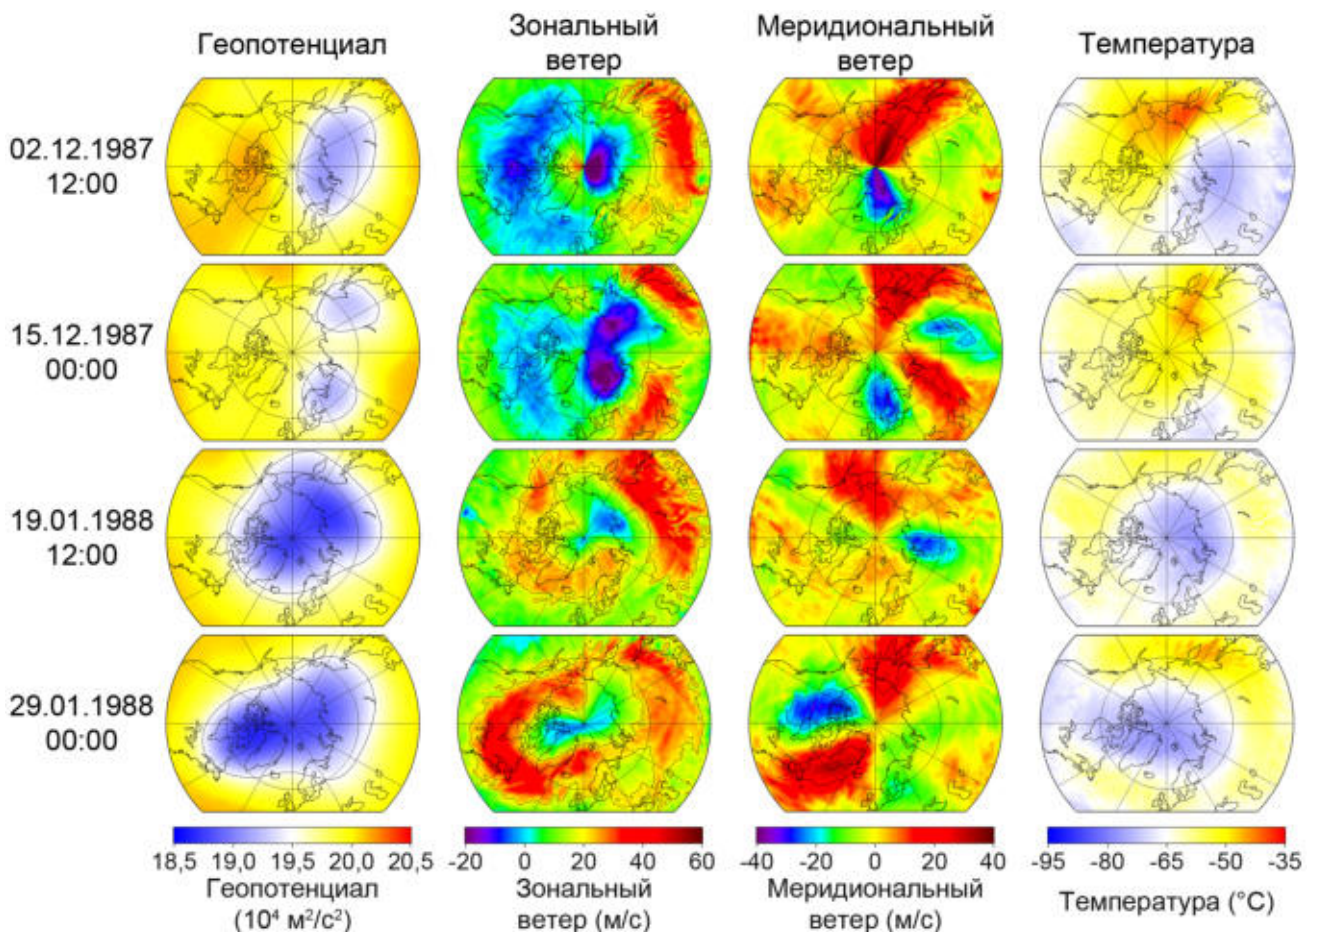 Геопотенциал
Зональный
ветер
Меридиональный
ветер
Температура
02.12.1987
12:00
15.12.1987
00:00
19.01.1988
12:00
29.01.1988
00:00
18,5 19,0 19,5 20,0 20,5
Геопотенциал
(10⁴ м²/с²)
-20 0 20 40 60
Зональный
ветер (м/с)
-40 -20 0 20 40
Меридиональный
ветер (м/с)
-95 -80 -65 -50 -35
Температура (°C)